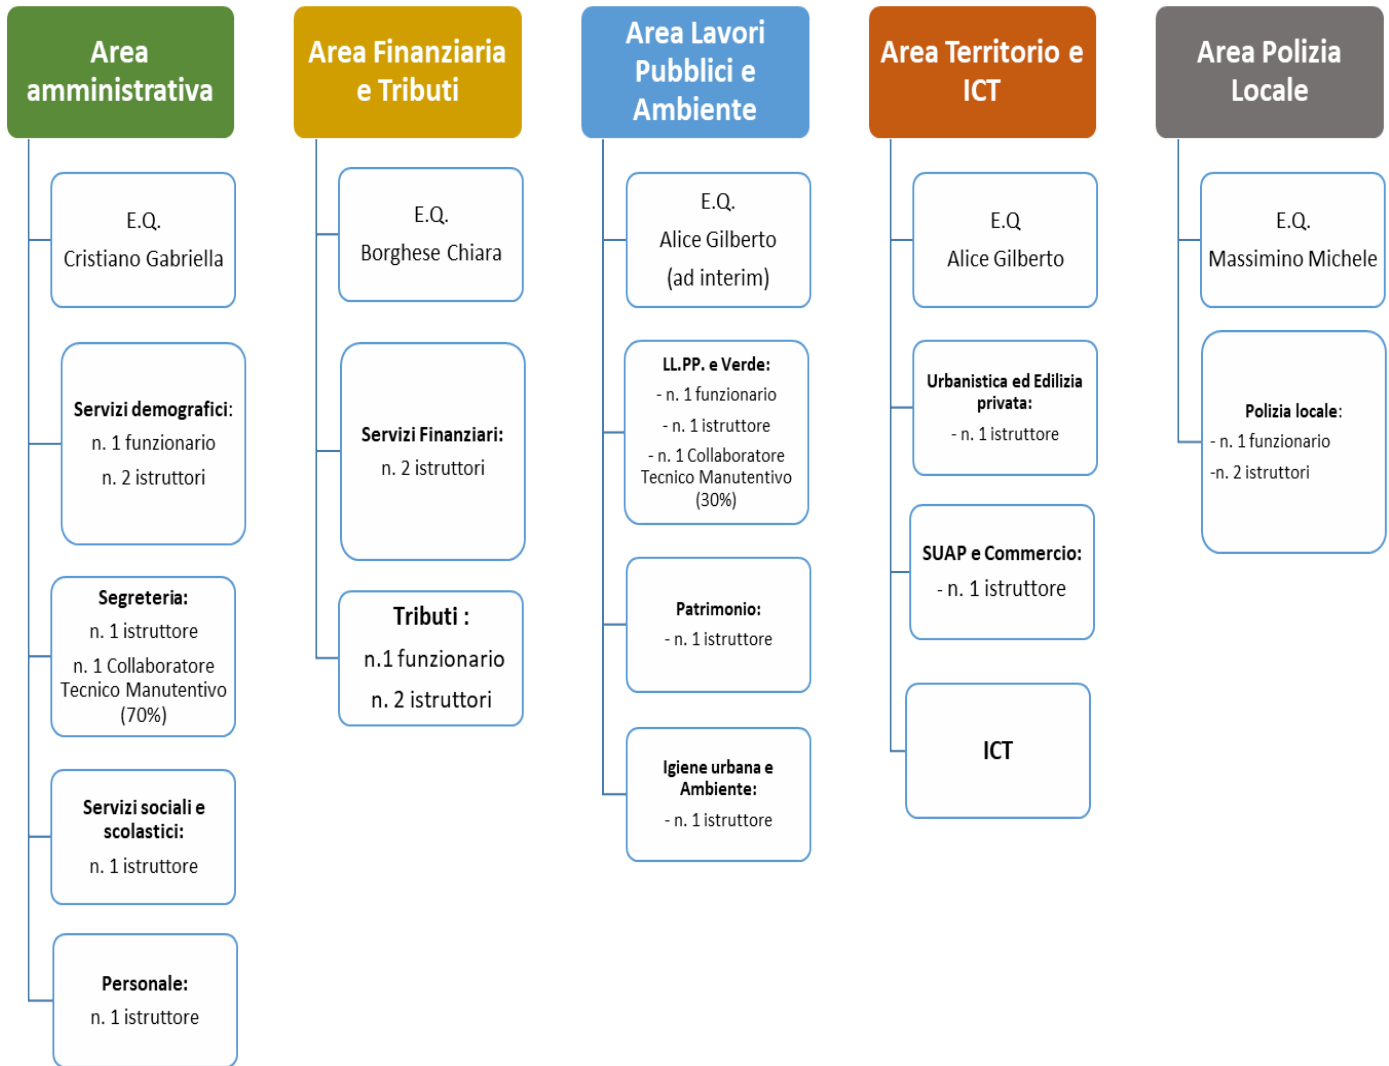 Area
amministrativa
E.Q.
Cristiano Gabriella
Servizi demografici:
n. 1 funzionario
n. 2 istruttori
Segreteria:
n. 1 istruttore
n. 1 Collaboratore
Tecnico Manutentivo
(70%)
Servizi sociali e
scolastici:
n. 1 istruttore
Personale:
n. 1 istruttore
Area Finanziaria
e Tributi
E.Q.
Borghese Chiara
Servizi Finanziari:
n. 2 istruttori
Tributi :
n.1 funzionario
n. 2 istruttori
Area Lavori
Pubblici e
Ambiente
E.Q.
Alice Gilberto
(ad interim)
LL.PP. e Verde:
- n. 1 funzionario
- n. 1 istruttore
- n. 1 Collaboratore
Tecnico Manutentivo
(30%)
Patrimonio:
- n. 1 istruttore
Igiene urbana e
Ambiente:
- n. 1 istruttore
Area Territorio e
ICT
E.Q
Alice Gilberto
Urbanistica ed Edilizia
privata:
- n. 1 istruttore
SUAP e Commercio:
- n. 1 istruttore
ICT
Area Polizia
Locale
E.Q.
Massimino Michele
Polizia locale:
- n. 1 funzionario
-n. 2 istruttori